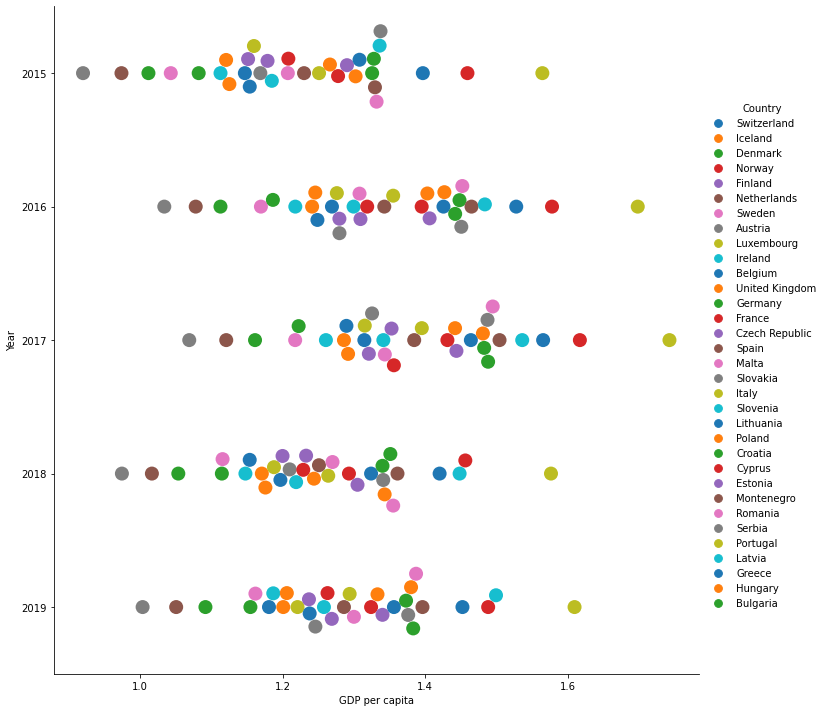 2015
2016
2017
2018
2019
Year
1.0
1.2
1.4
1.6
GDP per capita
Country
Switzerland
Iceland
Denmark
Norway
Finland
Netherlands
Sweden
Austria
Luxembourg
Ireland
Belgium
United Kingdom
Germany
France
Czech Republic
Spain
Malta
Slovakia
Italy
Slovenia
Lithuania
Poland
Croatia
Cyprus
Estonia
Montenegro
Romania
Serbia
Portugal
Latvia
Greece
Hungary
Bulgaria